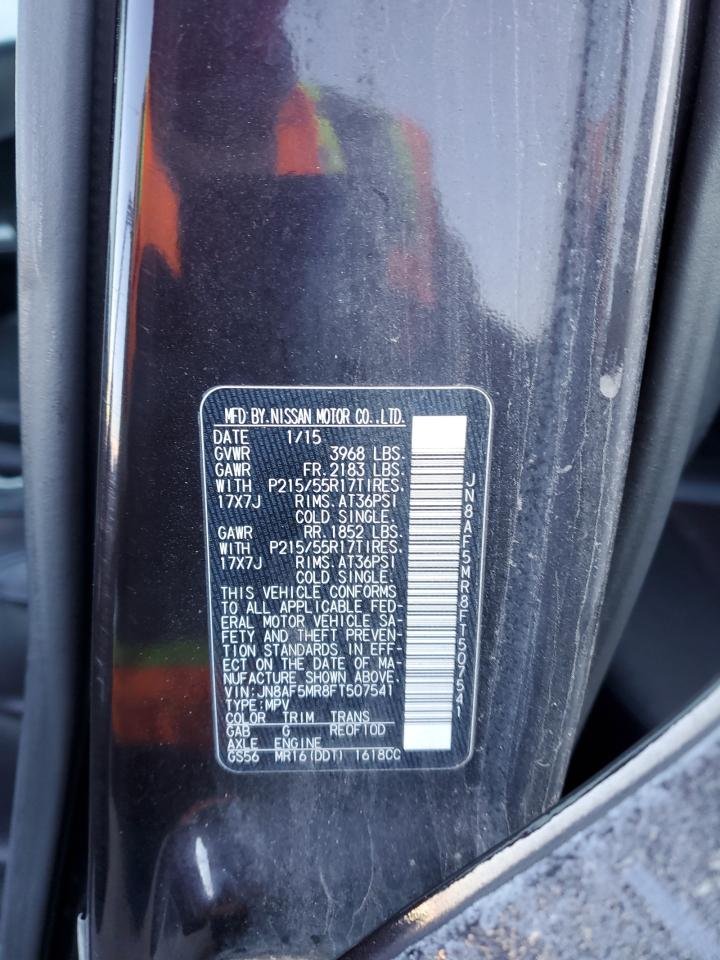 MFD BY.NISSAN MOTOR CO.,LTD.
DATE 1/15
GVWR 3968 LBS.
GAWR FR.2183 LBS.
WITH P215/55R17TIRES.
17X7J RIMS.AT36PSI
COLD SINGLE.
GAWR RR.1852 LBS.
WITH P215/55R17TIRES.
17X7J RIMS.AT36PSI
COLD SINGLE.
THIS VEHICLE CONFORMS
TO ALL APPLICABLE FED-
ERAL MOTOR VEHICLE SA-
FETY AND THEFT PREVEN-
TION STANDARDS IN EFF-
ECT ON THE DATE OF MA-
NUFACTURE SHOWN ABOVE.
VIN:JN8AF5MR8FT507541
TYPE:MPV
COLOR TRIM TRANS
GAB G RE0F10D
AXLE ENGINE
GS56 MR16(DDT) 1618CC
JN8AF5MR8FT507541